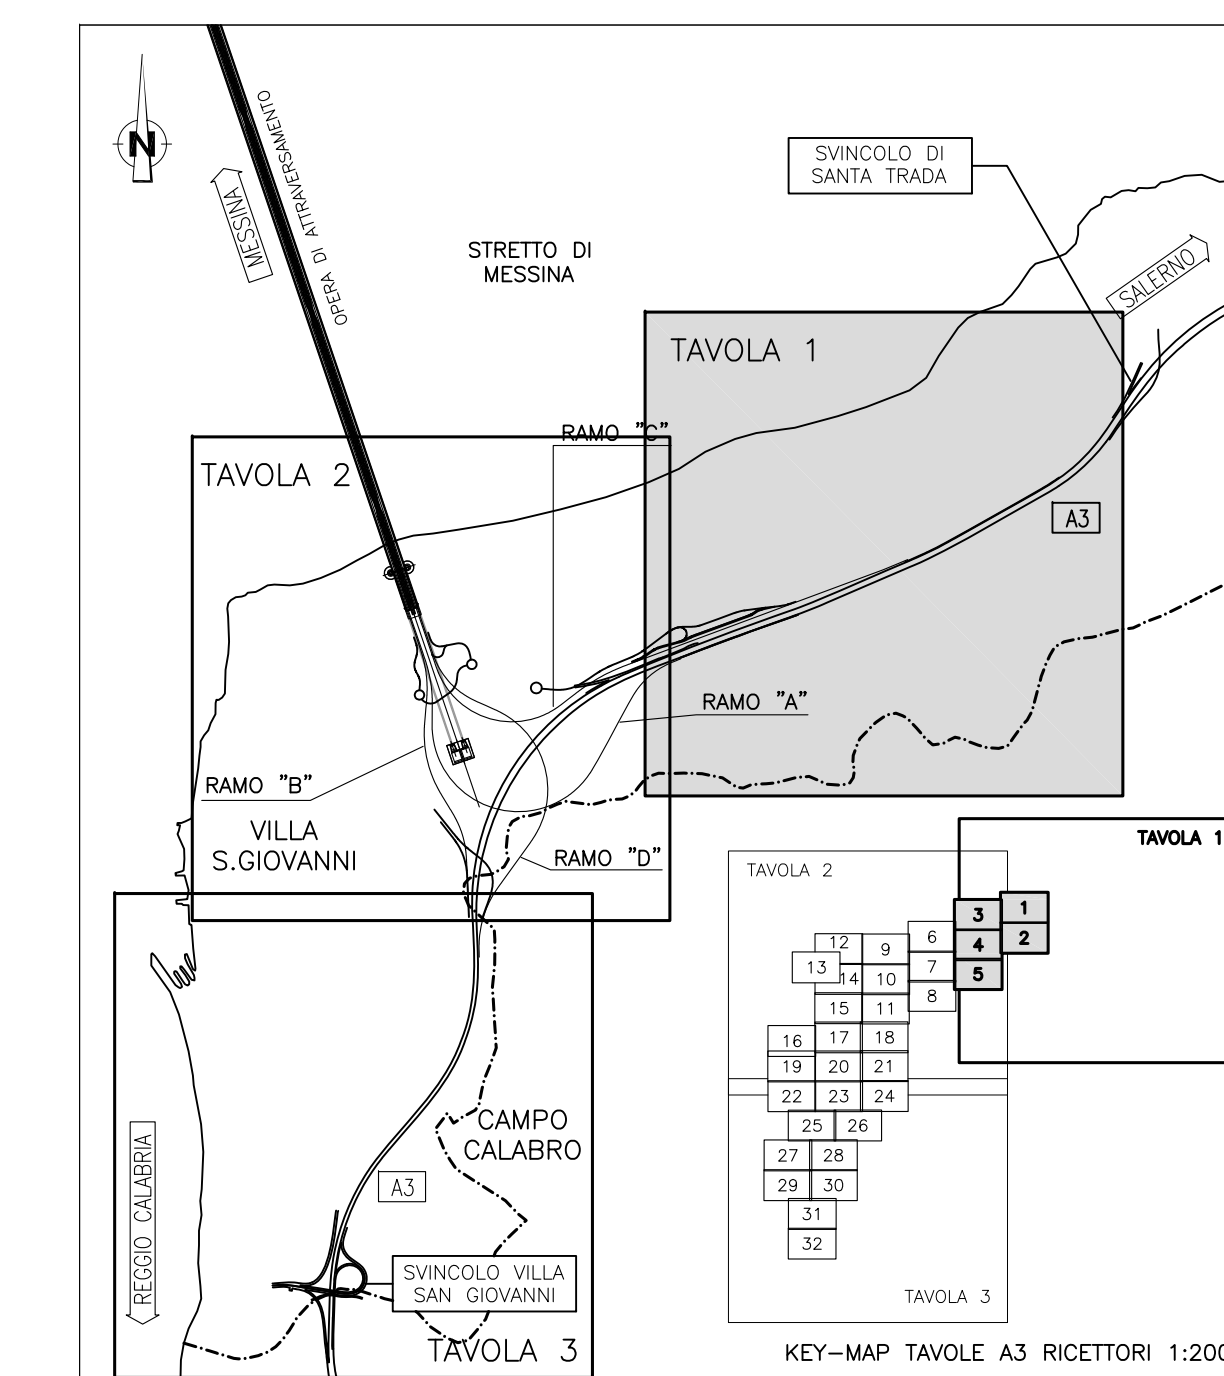 N
OPERA DI ATTRAVERSAMENTO
MESSINA
STRETTO DI
MESSINA
SVINCOLO DI
SANTA TRADA
SALERNO
TAVOLA 1
RAMO "C"
TAVOLA 2
A3
RAMO "A"
RAMO "B"
VILLA
S.GIOVANNI
RAMO "D"
TAVOLA 1
TAVOLA 2
3
1
4
2
5
6
7
8
12
9
13
14
10
15
11
16
17
18
19
20
21
22
23
24
25
26
27
28
29
30
31
32
TAVOLA 3
CAMPO
CALABRO
A3
REGGIO CALABRIA
SVINCOLO VILLA
SAN GIOVANNI
TAVOLA 3
KEY-MAP TAVOLE A3 RICETTORI